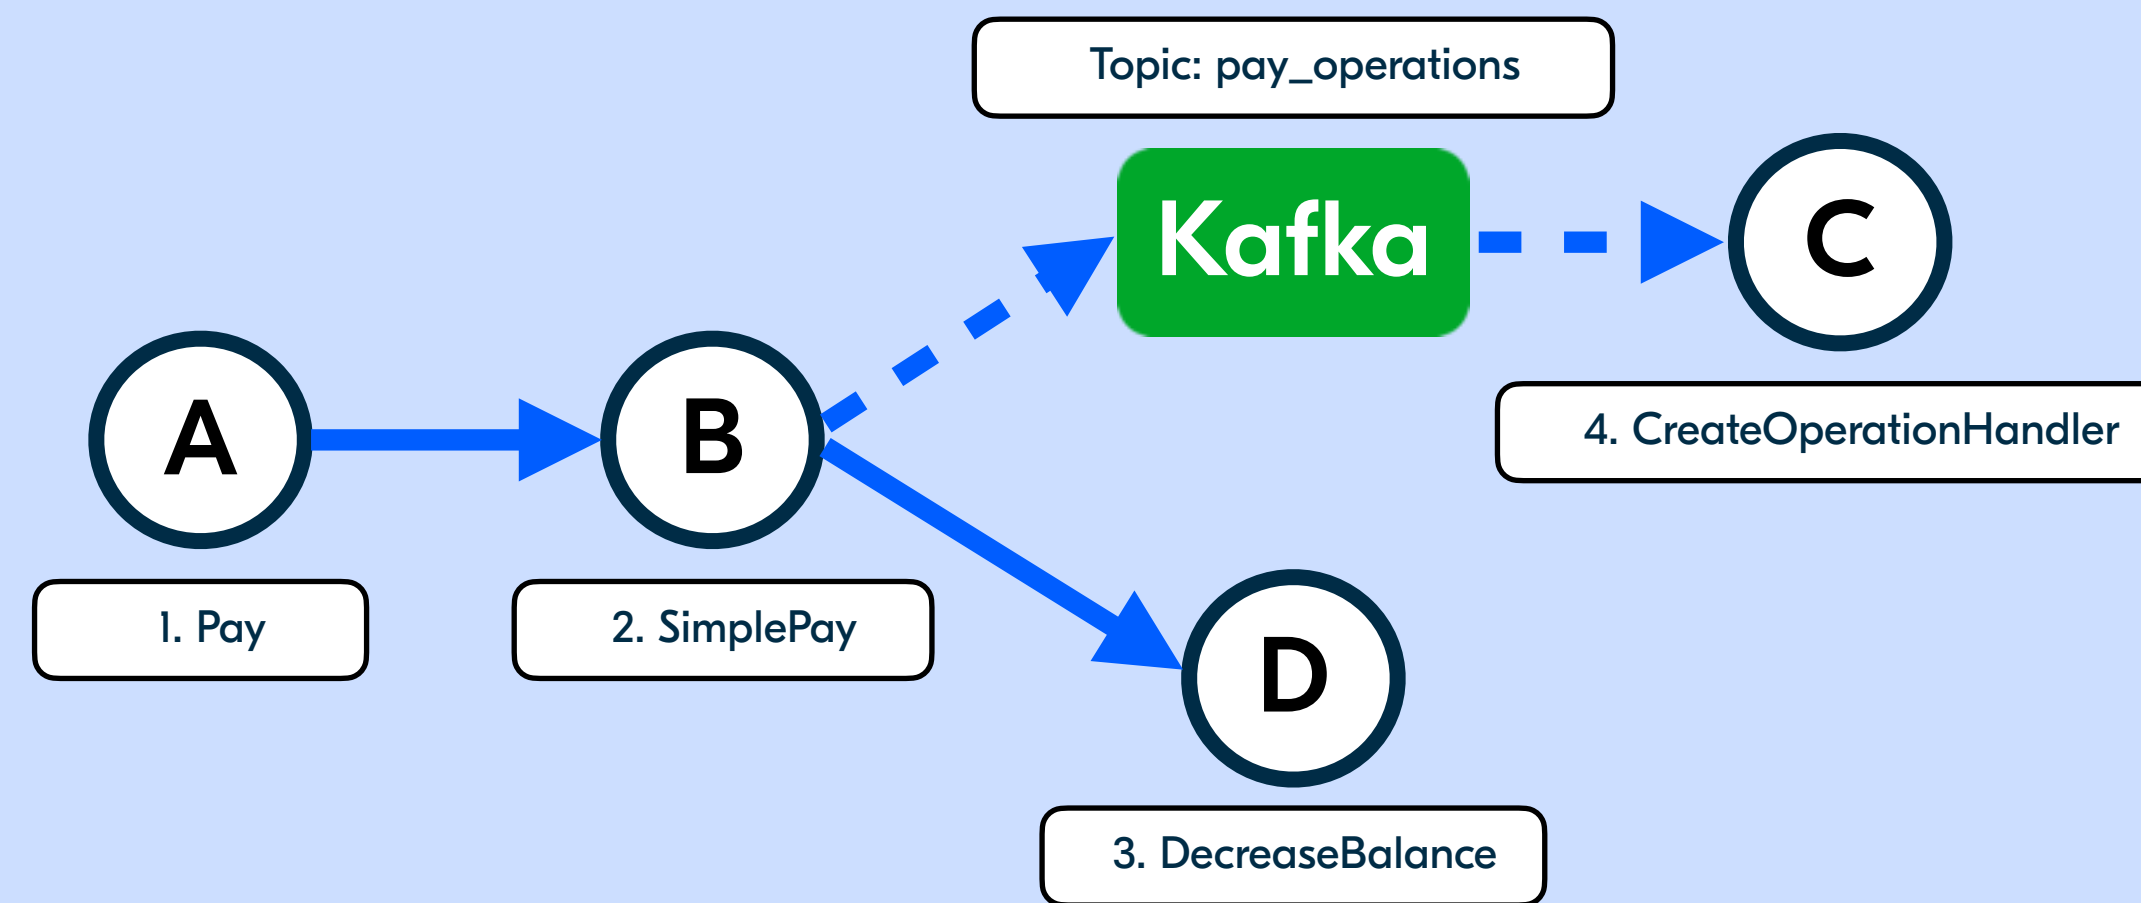 Topic: pay_operations
Kafka
C
4. CreateOperationHandler
A
B
1. Pay
2. SimplePay
D
3. DecreaseBalance